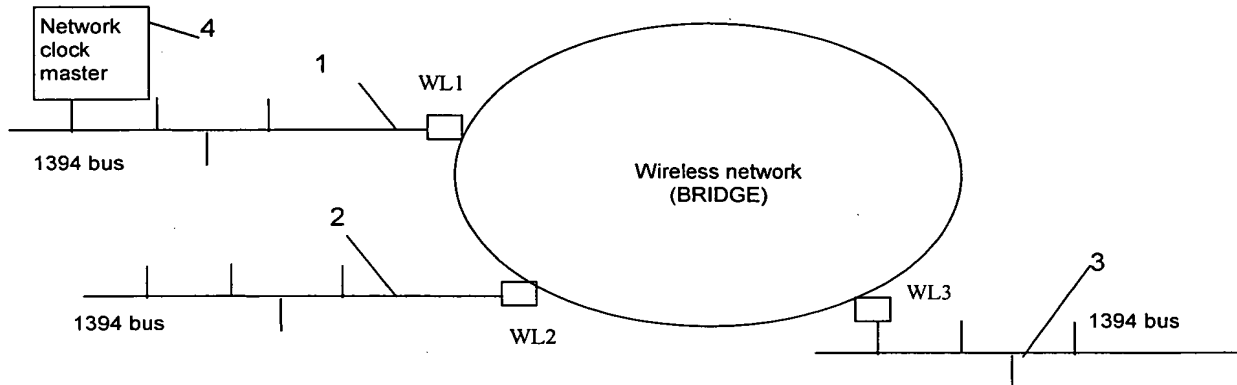 Network
clock
master
4
1
WL1
1394 bus
Wireless network
(BRIDGE)
2
3
WL3
1394 bus
1394 bus
WL2